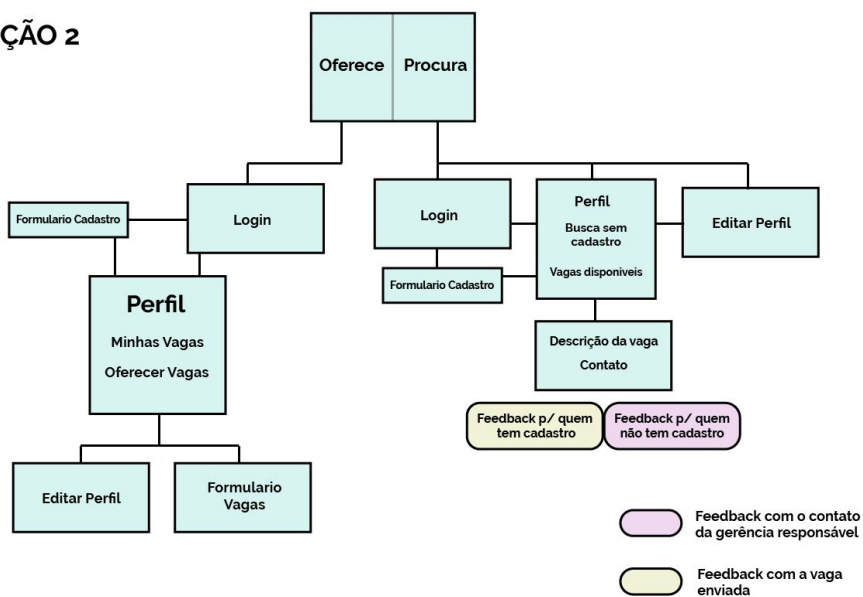 ÇÃO 2
Oferece
Procura
Formulario Cadastro
Login
Login
Perfil
Busca sem
cadastro
Vagas disponiveis
Editar Perfil
Formulario Cadastro
Perfil
Minhas Vagas
Oferecer Vagas
Descrição da vaga
Contato
Feedback p/ quem
tem cadastro
Feedback p/ quem
não tem cadastro
Editar Perfil
Formulario
Vagas
Feedback com o contato
da gerência responsável
Feedback com a vaga
enviada